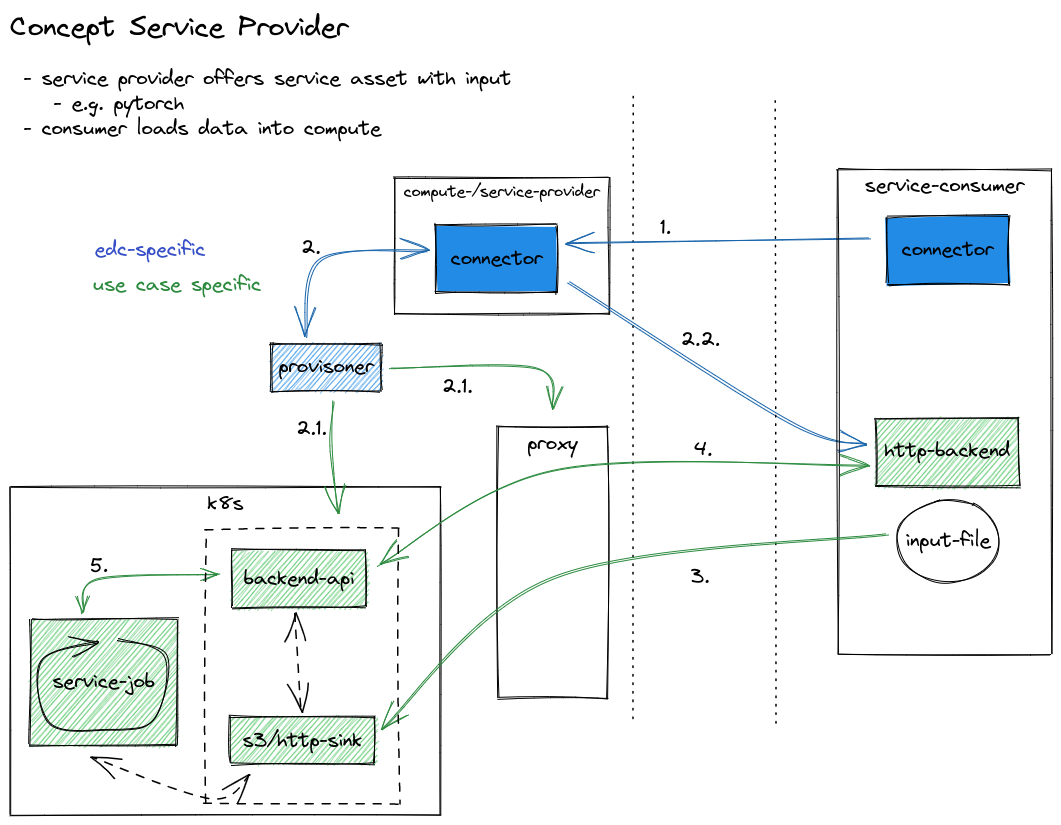 Concept Service Provider
- service provider offers service asset with input
- e.g. pytorch
- consumer loads data into compute
compute-/service-provider
service-consumer
edc-specific
use case specific
2.
connector
1.
connector
2.2.
provisoner
2.1.
2.1.
proxy
4.
http-backend
k8s
input-file
5.
backend-api
3.
service-job
s3/http-sink